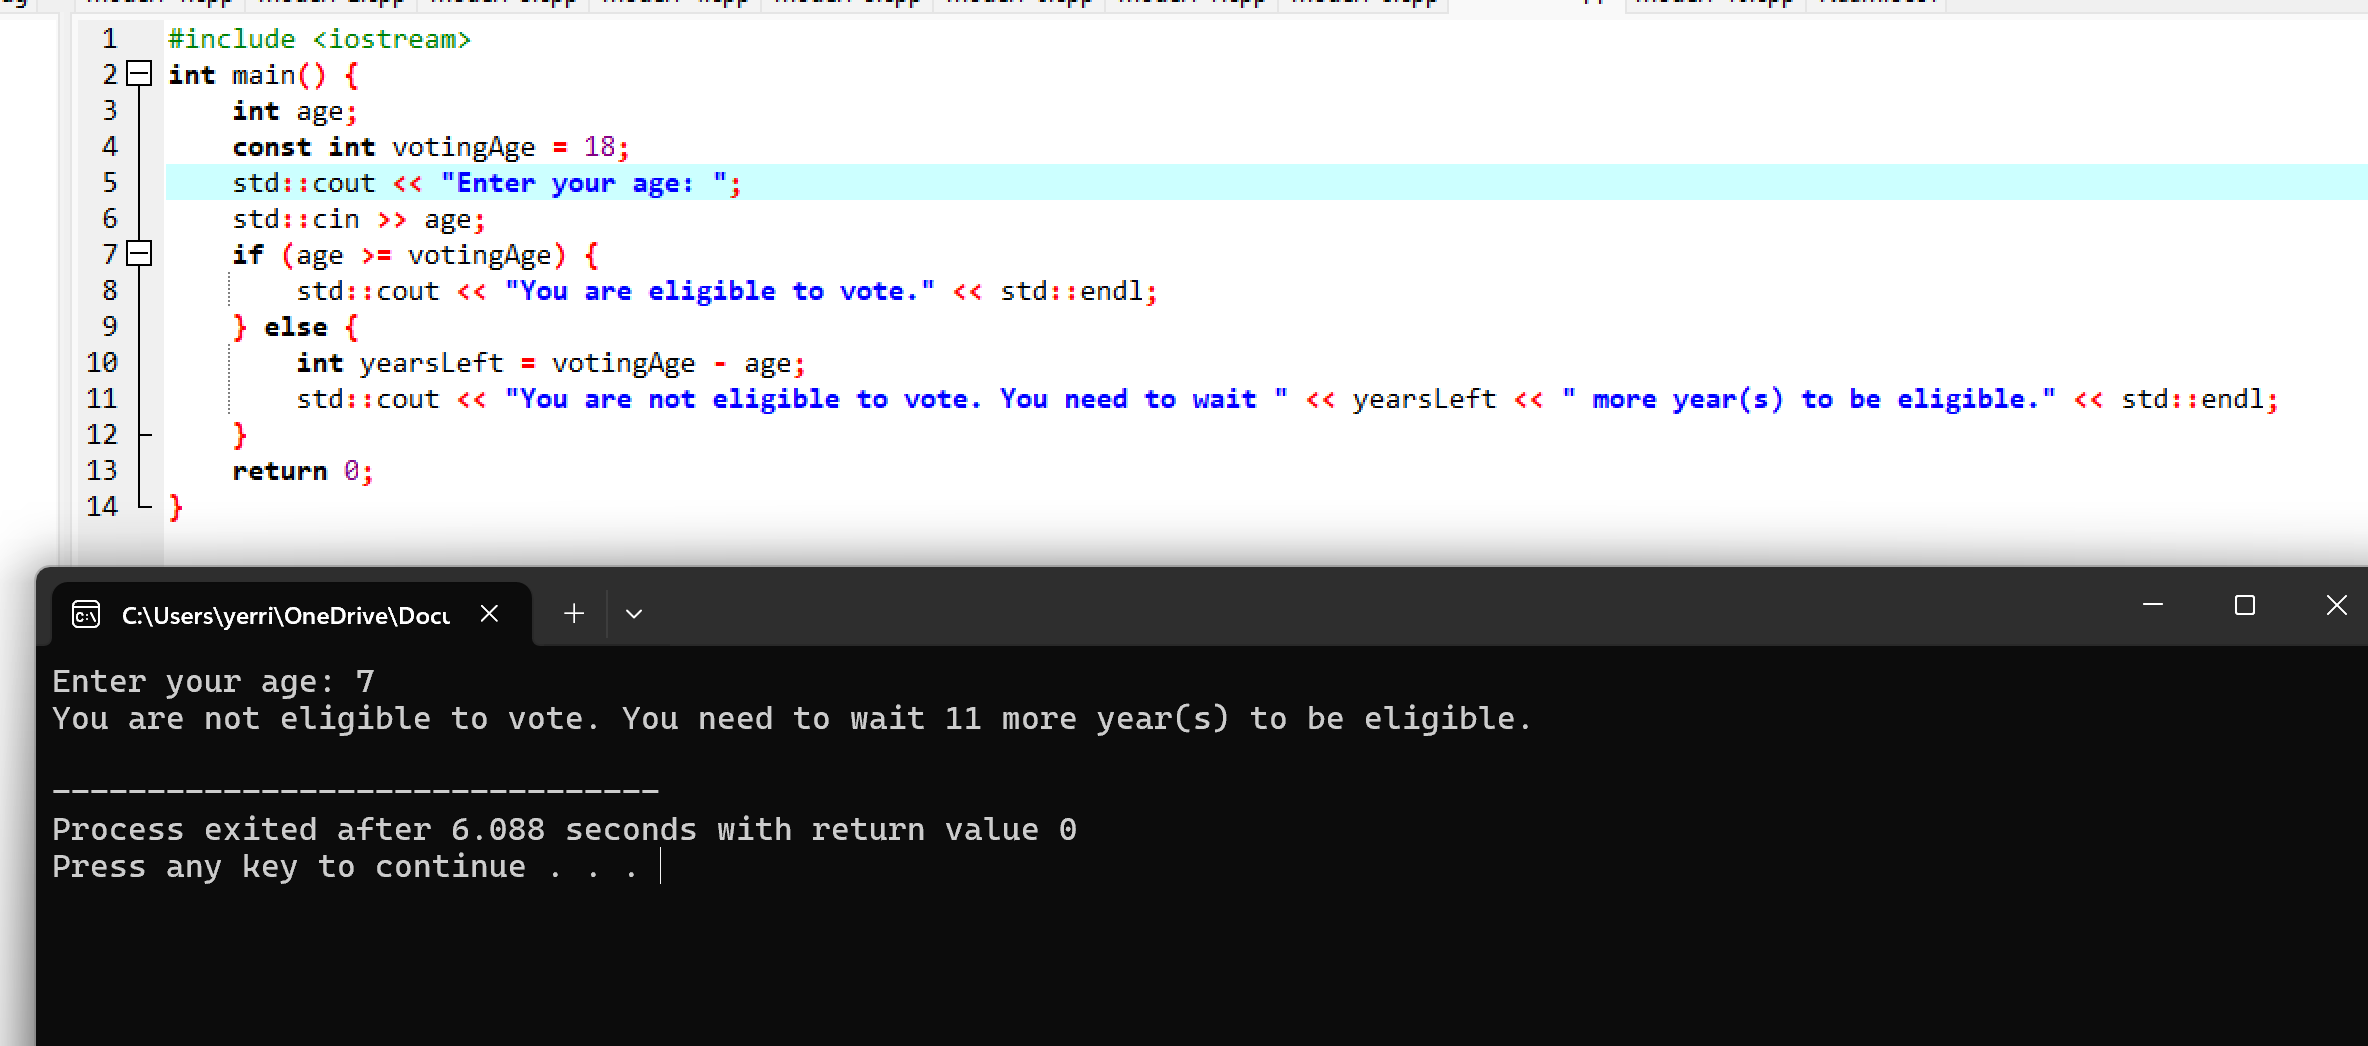 1 #include <iostream>
2 int main() {
3 int age;
4 const int votingAge = 18;
5 std::cout << "Enter your age: ";
6 std::cin >> age;
7 if (age >= votingAge) {
8 std::cout << "You are eligible to vote." << std::endl;
9 } else {
10 int yearsLeft = votingAge - age;
11 std::cout << "You are not eligible to vote. You need to wait " << yearsLeft << " more year(s) to be eligible." << std::endl;
12 }
13 return 0;
14 }
C:\Users\yerri\OneDrive\Docu
Enter your age: 7
You are not eligible to vote. You need to wait 11 more year(s) to be eligible.
--------------------------------
Process exited after 6.088 seconds with return value 0
Press any key to continue . . .